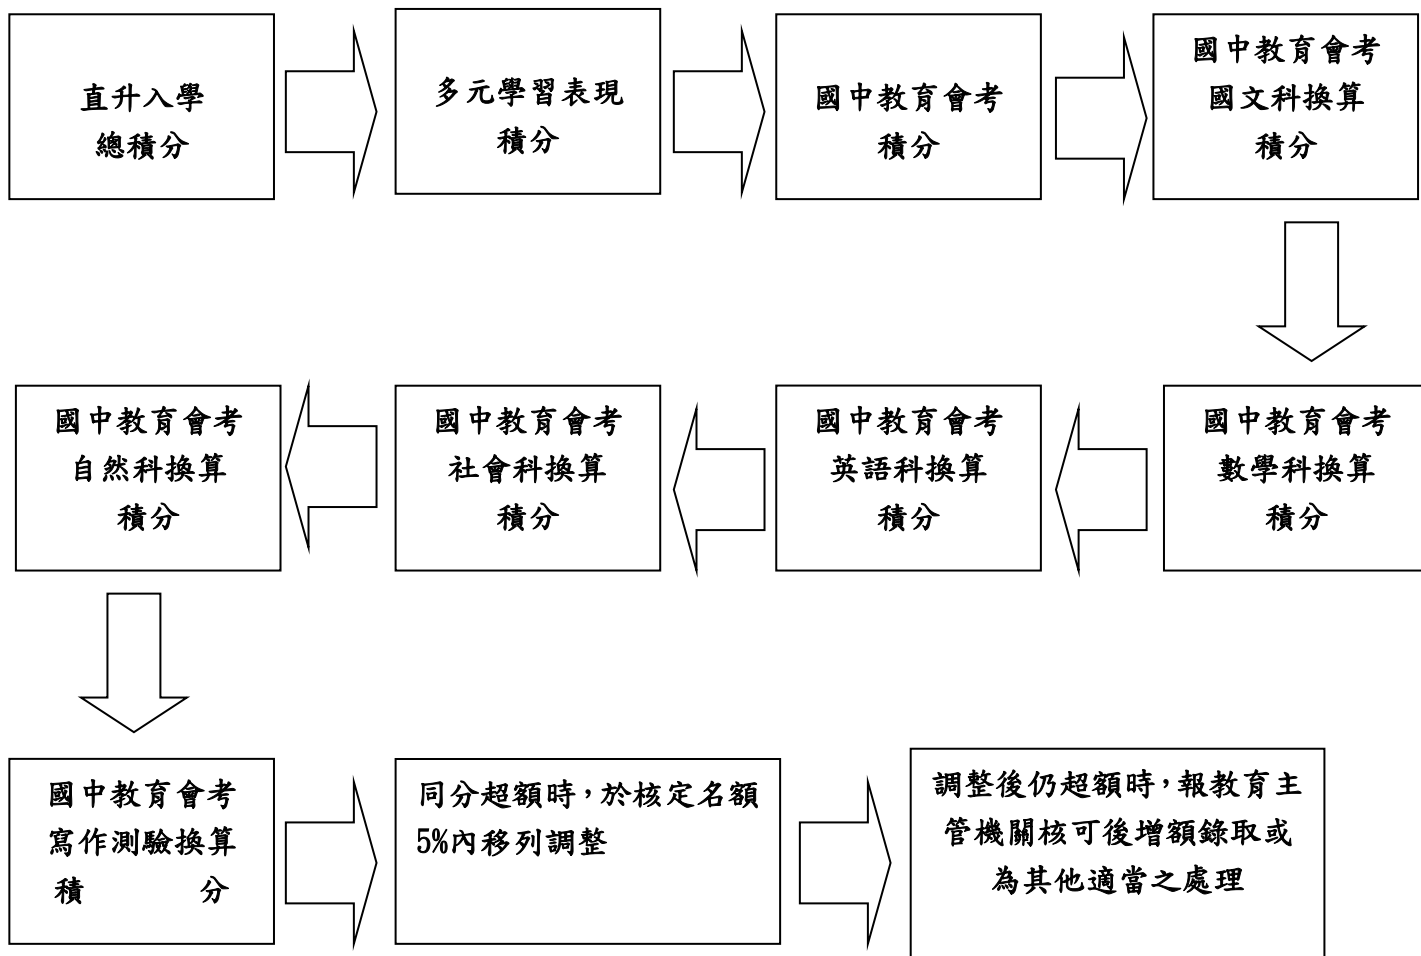 直升入學
總積分
多元學習表現
積分
國中教育會考
積分
國中教育會考
國文科換算
積分
國中教育會考
數學科換算
積分
國中教育會考
英語科換算
積分
國中教育會考
社會科換算
積分
國中教育會考
自然科換算
積分
國中教育會考
寫作測驗換算
積　　　分
同分超額時，於核定名額
5%內移列調整
調整後仍超額時，報教育主
管機關核可後增額錄取或
為其他適當之處理